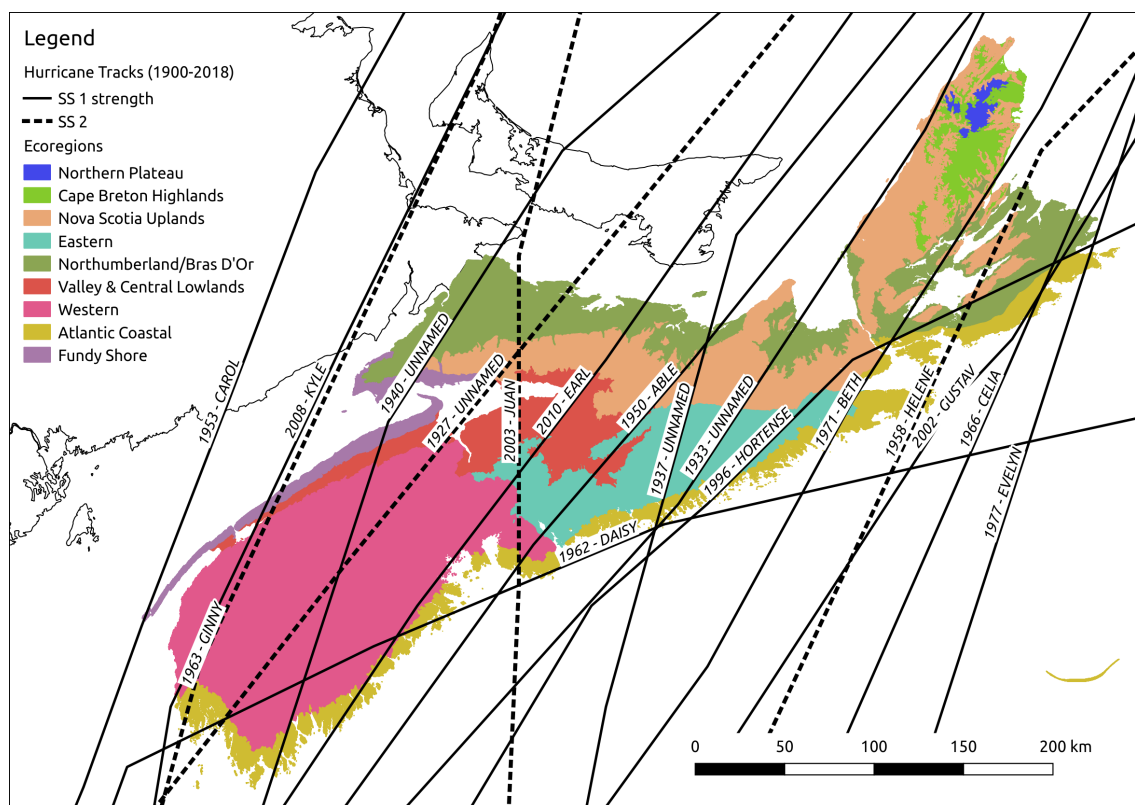 Legend
Hurricane Tracks (1900-2018)
SS 1 strength
SS 2
Ecoregions
Northern Plateau
Cape Breton Highlands
Nova Scotia Uplands
Eastern
Northumberland/Bras D'Or
Valley & Central Lowlands
Western
Atlantic Coastal
Fundy Shore
1953 - CAROL
2008 - KYLE
1940 - UNNAMED
1927 - UNNAMED
2003 - JUAN
2010 - EARL
1950 - ABLE
1937 - UNNAMED
1933 - UNNAMED
1996 - HORTENSE
1971 - BETH
1958 - HELENE
2002 - GUSTAV
1966 - CELIA
1977 - EVELYN
1962 - DAISY
1963 - GINNY
0 50 100 150 200 km